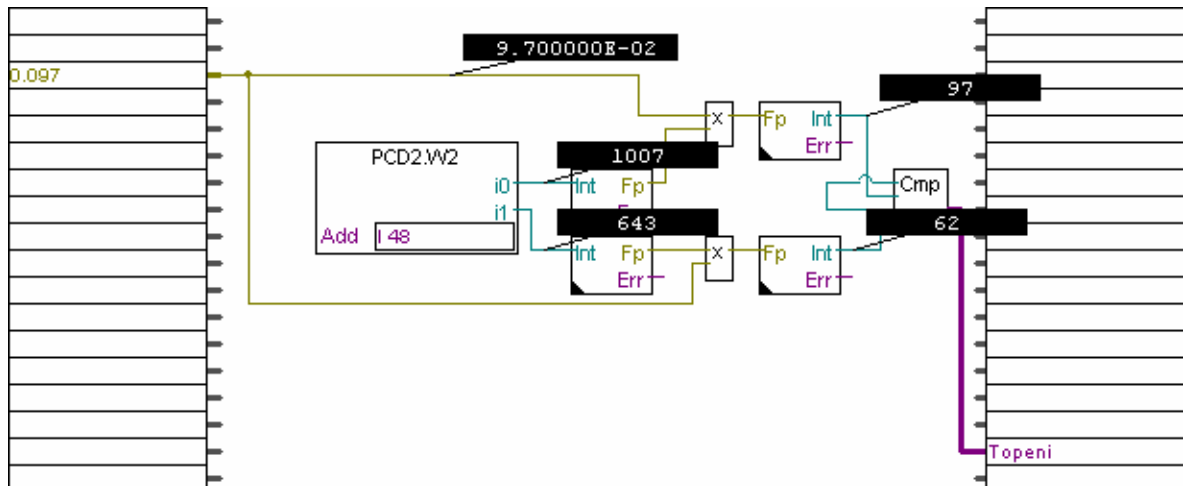 9.700000E-02
0.097
97
X
Fp Int
Err
PCD2.W2
1007
i0
Int Fp
Cmp
i1
643
62
Add I 48
Int Fp
X
Fp Int
Err
Err
Topeni